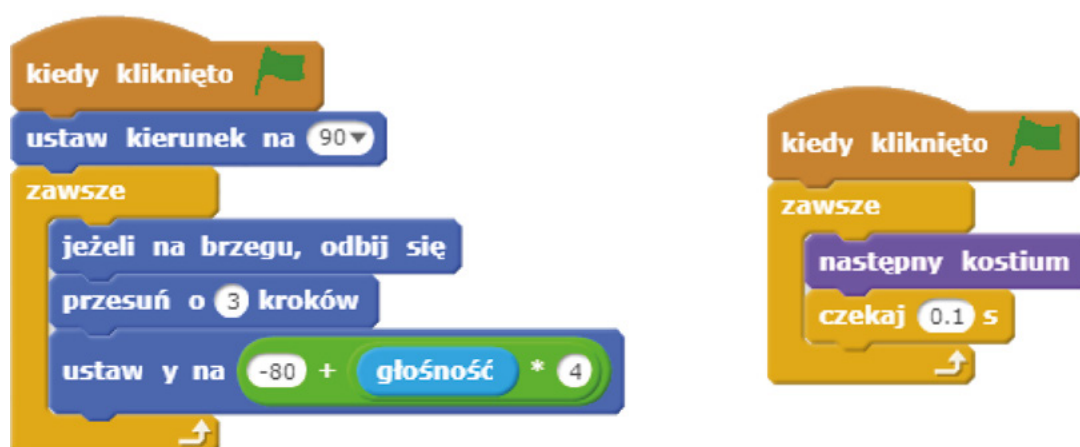 kiedy kliknięto
ustaw kierunek na 90
zawsze
jeżeli na brzegu, odbij się
przesuń o 3 kroków
ustaw y na -80 + głośność * 4
kiedy kliknięto
zawsze
następny kostium
czekaj 0.1 s